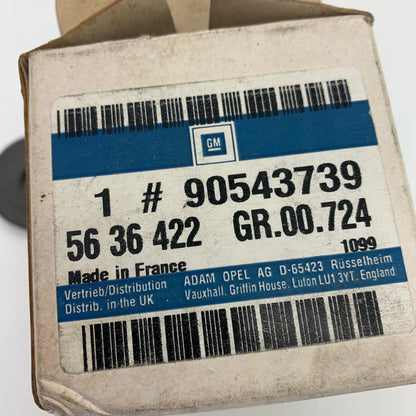 GM
1 # 90543739
56 36 422 GR.00.724
1099
Made in France
Vertrieb/Distribution
Distrib. in the UK
ADAM OPEL AG D-65423 Rüsselheim
Vauxhall. Griffin House, Luton LU1 3YT, England